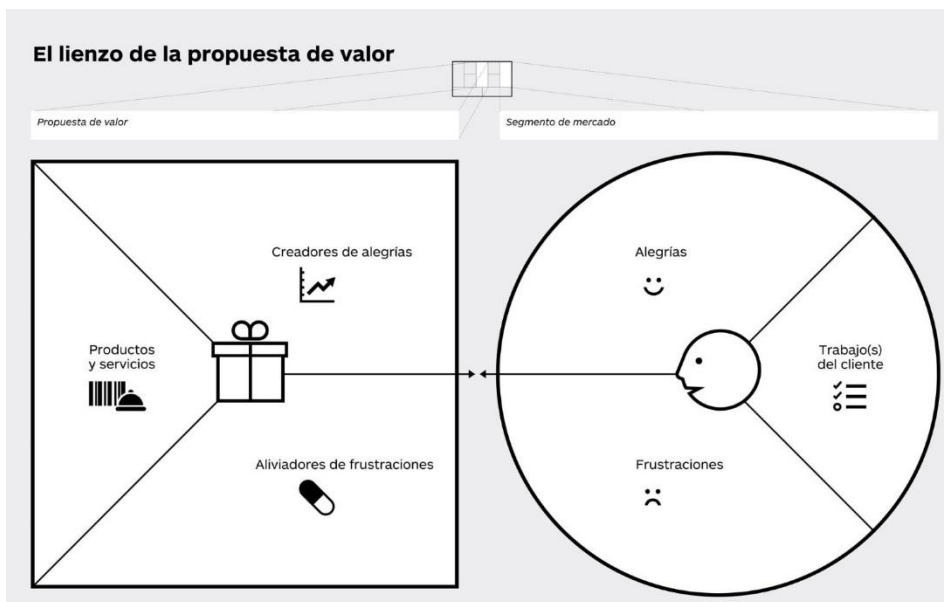 El lienzo de la propuesta de valor
Propuesta de valor
Segmento de mercado
Creadores de alegrías
Alegrías
Productos
y servicios
Trabajo(s)
del cliente
Aliviadores de frustraciones
Frustraciones